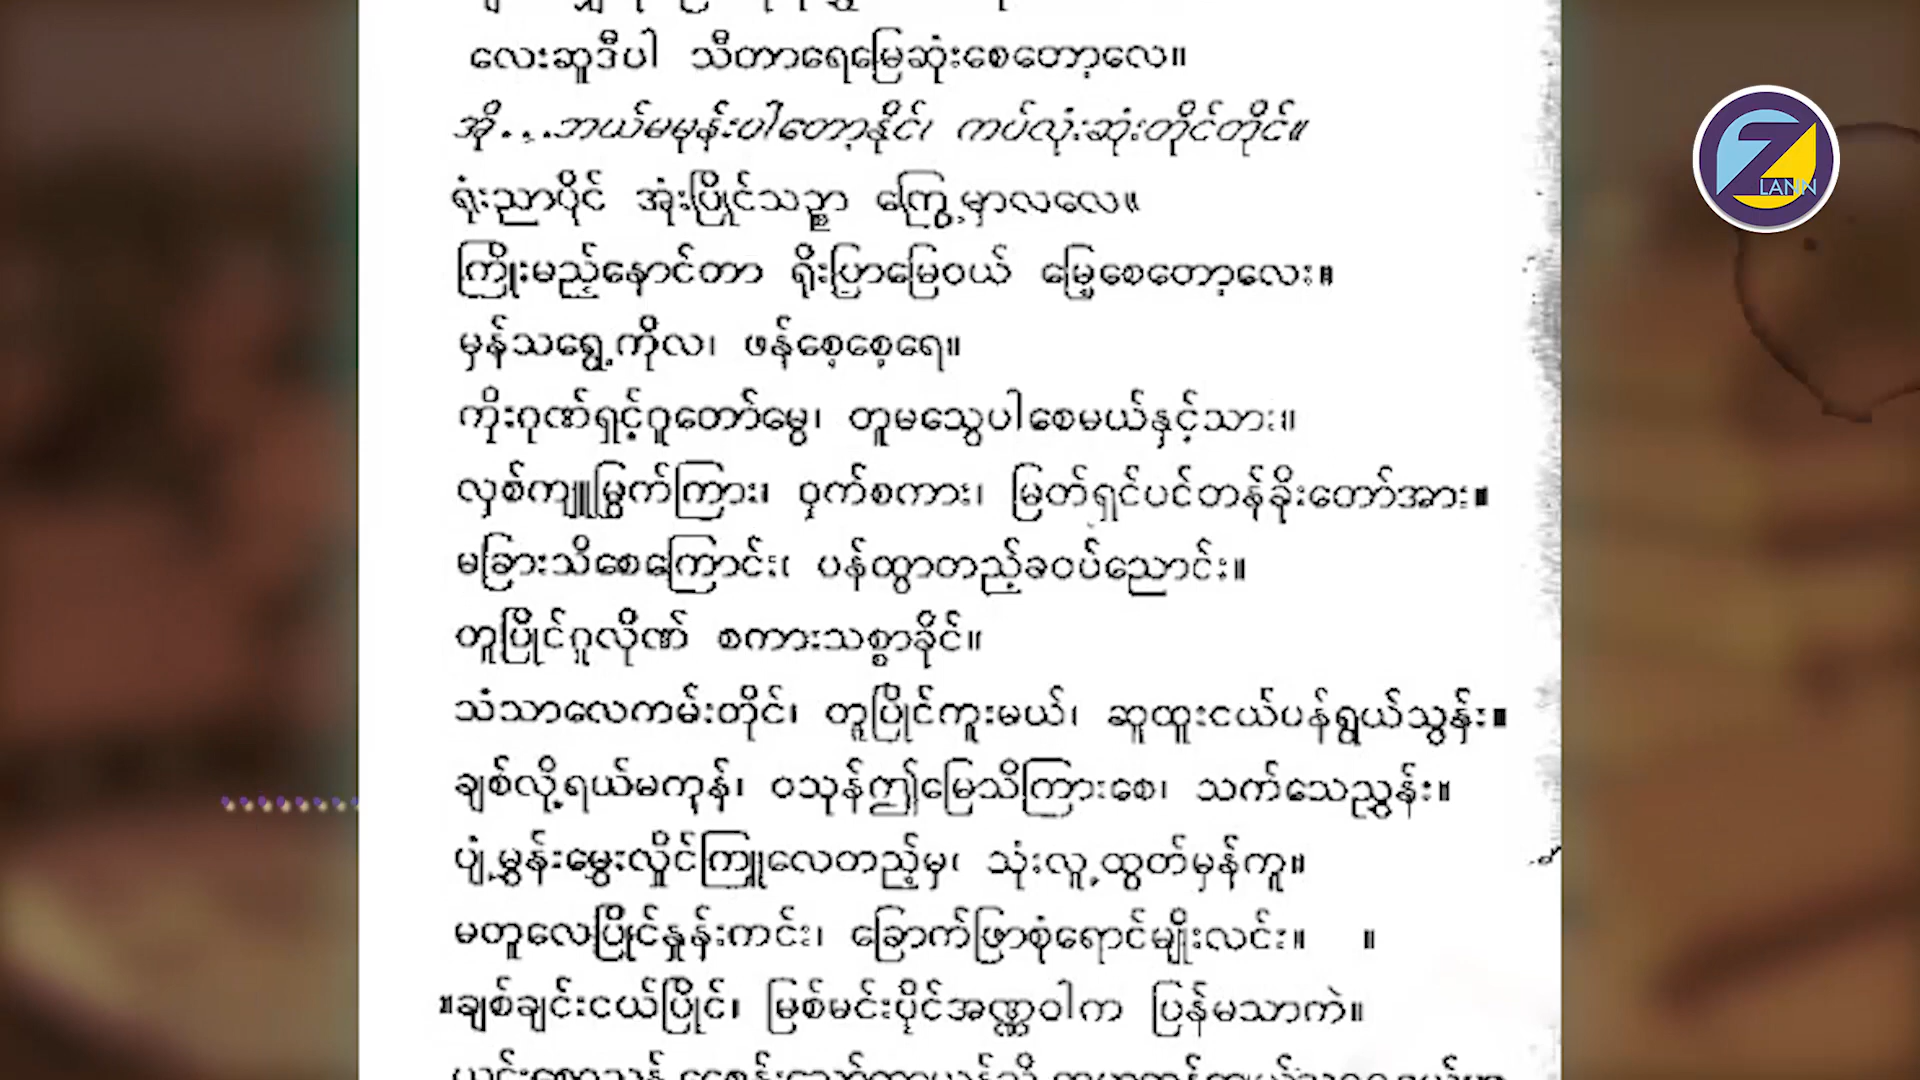 လေးဆူဒီပါ သီတာရေမြေဆုံးစေတော့လေ။
အို...ဘယ်မမုန်းပါတော့နိုင်၊ ကပ်လုံးဆုံးတိုင်တိုင်။
ရုံးညာပိုင် အုံးပြိုင်သဉ္စာ ကြွေ့မှာလလေ။
ကြိုးမည့်နှောင်တာ ရိုးပြာမြေဝယ် မြှေ့စေတော့လေး။
မှန်သရွေ့ကိုလ၊ ဖန်စေ့စေ့ရေ။
ကိုးဂုဏ်ရှင့်ဂူတော်မွေ၊ တူမသွေပါစေမယ်နှင့်သား။
လှစ်ကျူမြွက်ကြား၊ ဝှက်စကား၊ မြတ်ရှင်ပင်တန်ခိုးတော်အား။
မခြားသိစေကြောင်း၊ ပန်ထွာတည့်ခဝပ်ညောင်း။
တူပြိုင်ဂူလိုဏ် စကားသစ္စာခိုင်။
သံသာလေကမ်းတိုင်၊ တူပြိုင်ကူးမယ်၊ ဆူထူးငယ်ပန်ရွယ်သွန်း။
ချစ်လို့ရယ်မကုန်၊ ဝသုန်ဤမြေသိကြားစေ၊ သက်သေညွှန်း။
ပျံ့မွှန်းမွှေးလှိုင်ကြူလေတည့်မှ၊ သုံးလူ့ထွတ်မှန်ကူ။
မတူလေပြိုင်နှုန်းကင်း၊ ခြောက်ဖြာစုံရောင်မျိုးလင်း။ ။
။ချစ်ချင်းငယ်ပြိုင်၊ မြစ်မင်းပိုင်အဏ္ဏဝါက ပြန်မသာကဲ။
Z
LANN